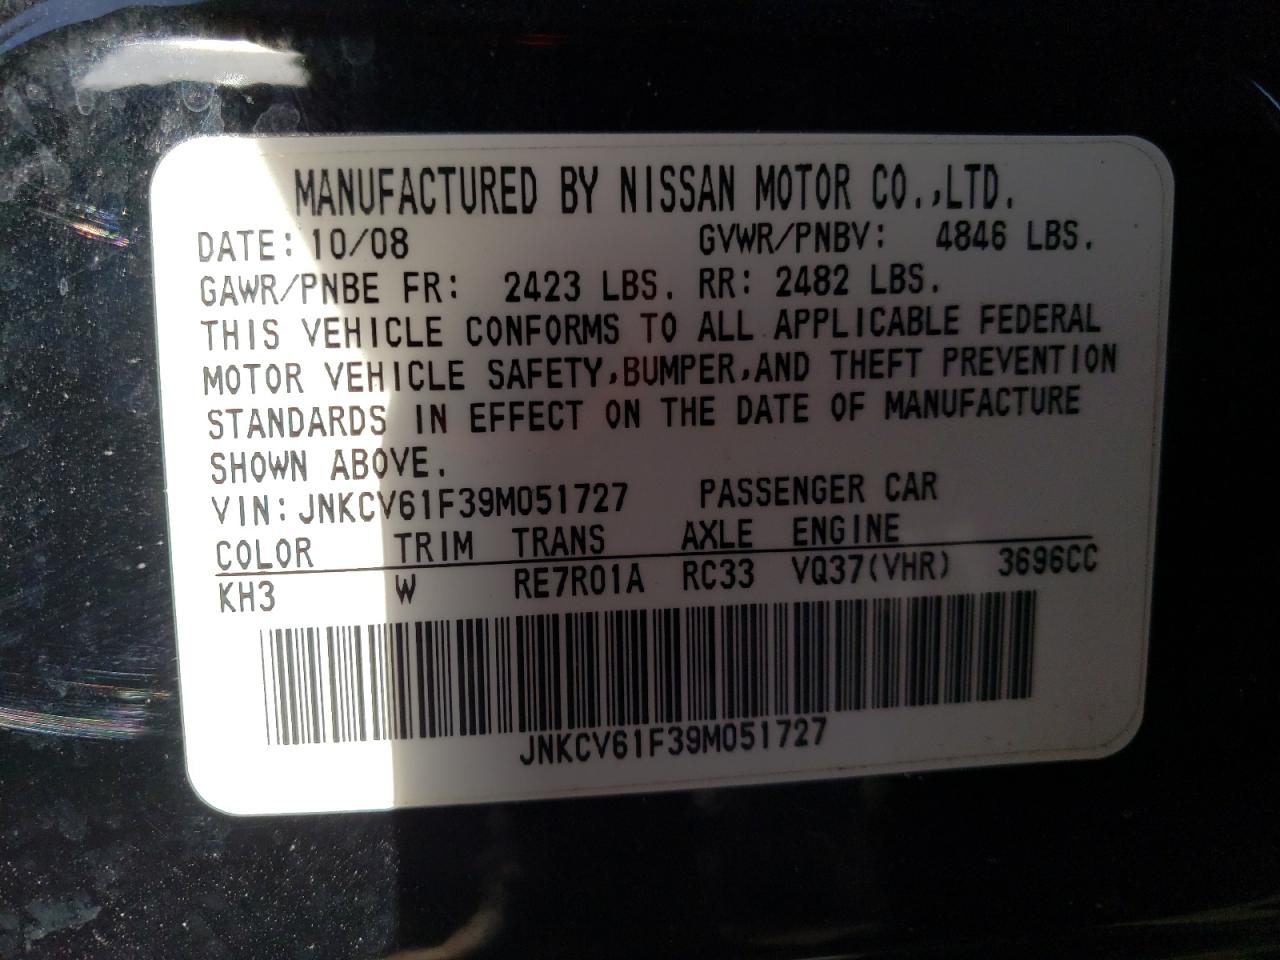 MANUFACTURED BY NISSAN MOTOR CO.,LTD.
DATE: 10/08 GVWR/PNBV: 4846 LBS.
GAWR/PNBE FR: 2423 LBS. RR: 2482 LBS.
THIS VEHICLE CONFORMS TO ALL APPLICABLE FEDERAL
MOTOR VEHICLE SAFETY,BUMPER,AND THEFT PREVENTION
STANDARDS IN EFFECT ON THE DATE OF MANUFACTURE
SHOWN ABOVE.
VIN: JNKCV61F39M051727 PASSENGER CAR
COLOR TRIM TRANS AXLE ENGINE
KH3 W RE7R01A RC33 VQ37(VHR) 3696CC
JNKCV61F39M051727